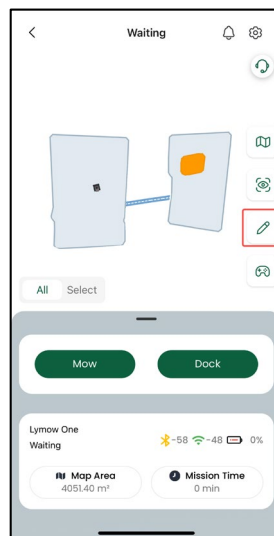 Waiting
All Select
Mow Dock
Lymow One
Waiting
-58 -48 0%
Map Area Mission Time
4051.40 m² 0 min